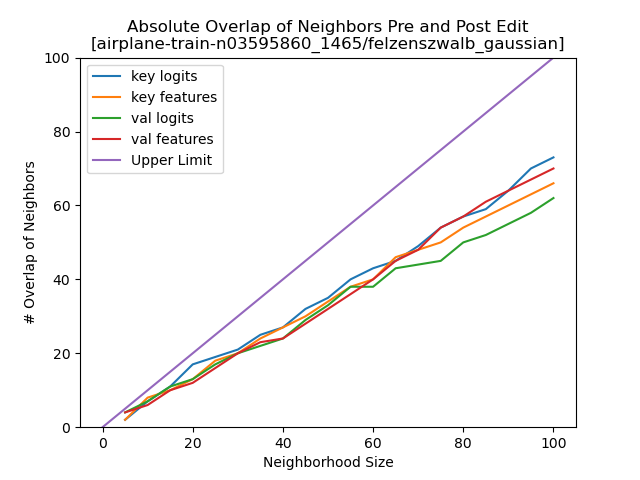 Absolute Overlap of Neighbors Pre and Post Edit
[airplane-train-n03595860_1465/felzenszwalb_gaussian]
100
80
60
40
20
0
# Overlap of Neighbors
key logits
key features
val logits
val features
Upper Limit
0 20 40 60 80 100
Neighborhood Size